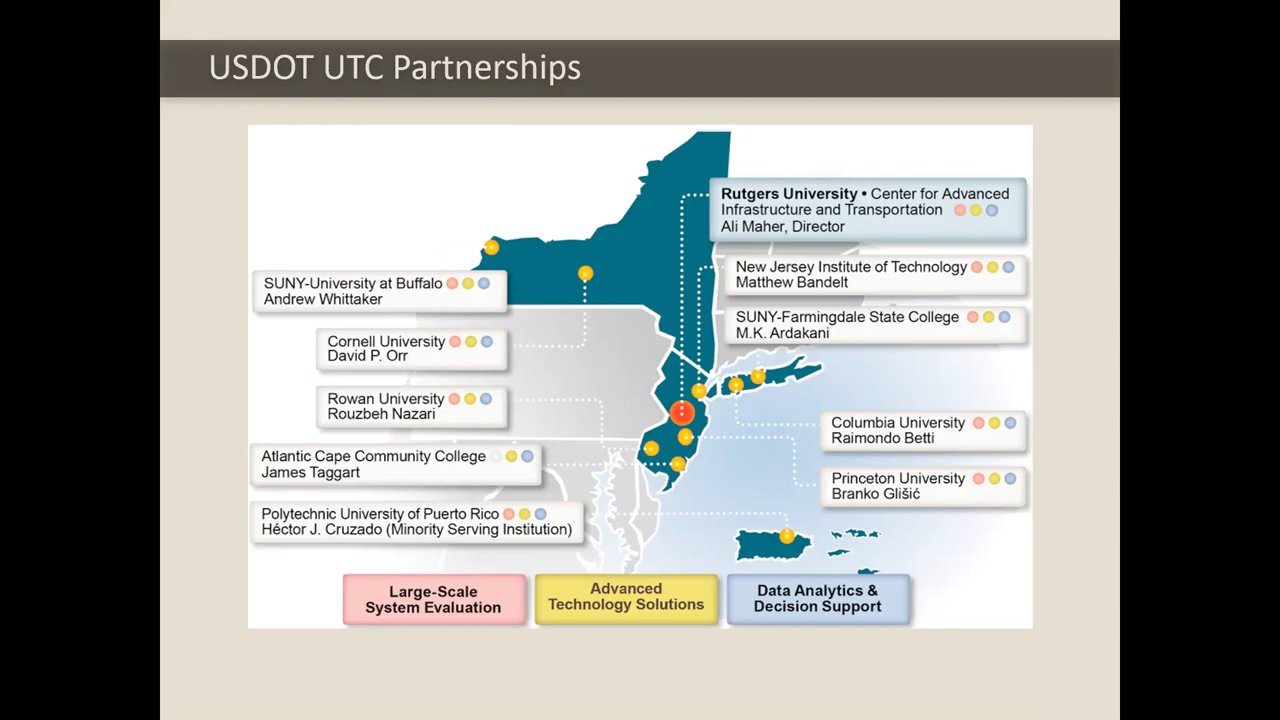 USDOT UTC Partnerships
Rutgers University • Center for Advanced
Infrastructure and Transportation
Ali Maher, Director
New Jersey Institute of Technology
Matthew Bandelt
SUNY-University at Buffalo
Andrew Whittaker
SUNY-Farmingdale State College
M.K. Ardakani
Cornell University
David P. Orr
Rowan University
Rouzbeh Nazari
Columbia University
Raimondo Betti
Atlantic Cape Community College
James Taggart
Princeton University
Branko Glišić
Polytechnic University of Puerto Rico
Héctor J. Cruzado (Minority Serving Institution)
Large-Scale
System Evaluation
Advanced
Technology Solutions
Data Analytics &
Decision Support